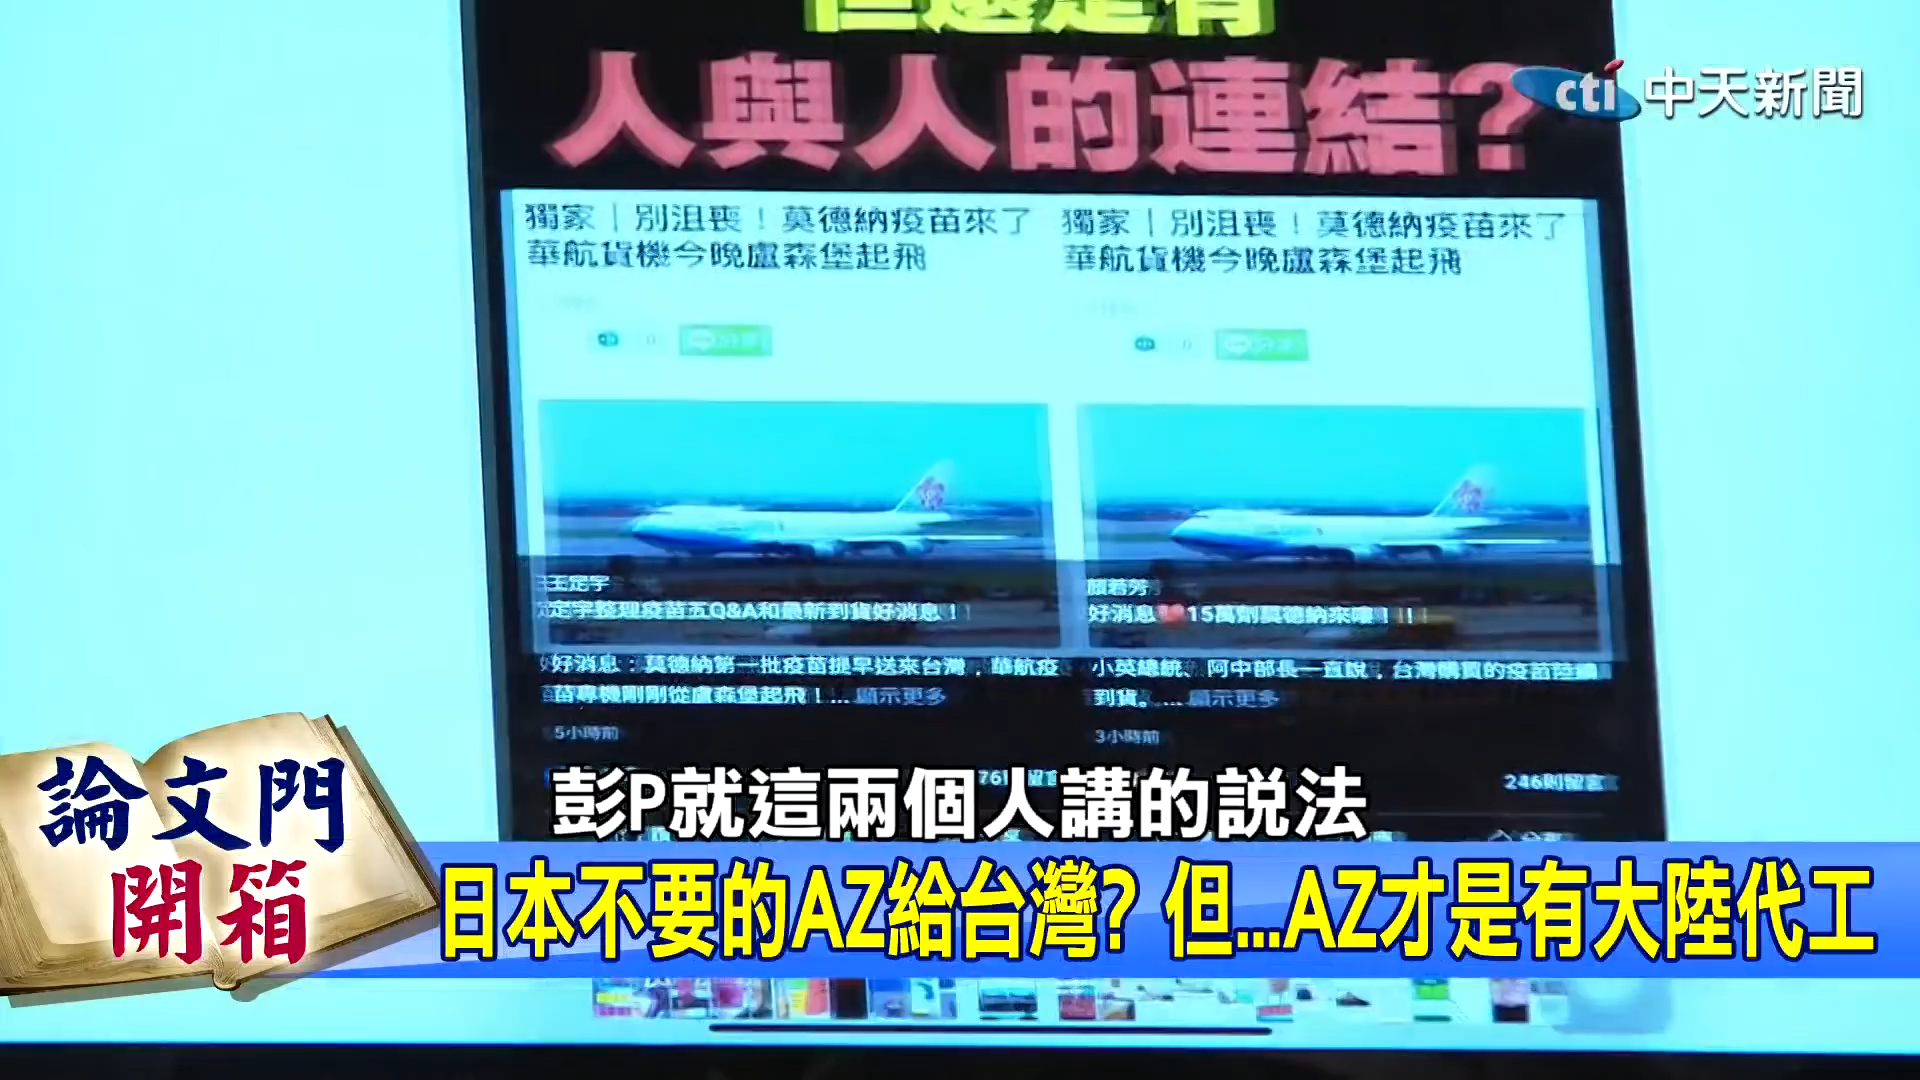 但還是有
人與人的連結?
cti 中天新聞
獨家｜別沮喪！莫德納疫苗來了
華航貨機今晚盧森堡起飛
獨家｜別沮喪！莫德納疫苗來了
華航貨機今晚盧森堡起飛
王定宇
定宇整理疫苗五Q&A和最新到貨好消息！
好消息：莫德納第一批疫苗提早送來台灣，華航疫
苗專機剛剛從盧森堡起飛！... 顯示更多
5小時前
顏若芳
好消息❤️15萬劑莫德納來嘍！！！
小英總統、阿中部長一直說，台灣購買的疫苗陸續
到貨。... 顯示更多
3小時前
246則留言
彭P就這兩個人講的說法
論文門
開箱
日本不要的AZ給台灣? 但...AZ才是有大陸代工